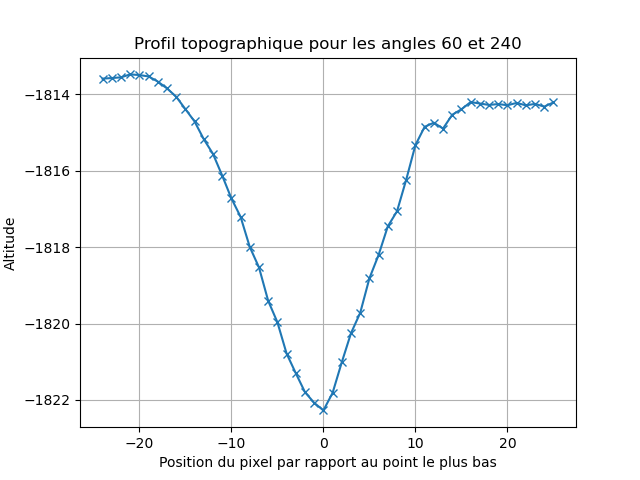 Profil topographique pour les angles 60 et 240
Altitude
−1814
−1816
−1818
−1820
−1822
−20 −10 0 10 20
Position du pixel par rapport au point le plus bas